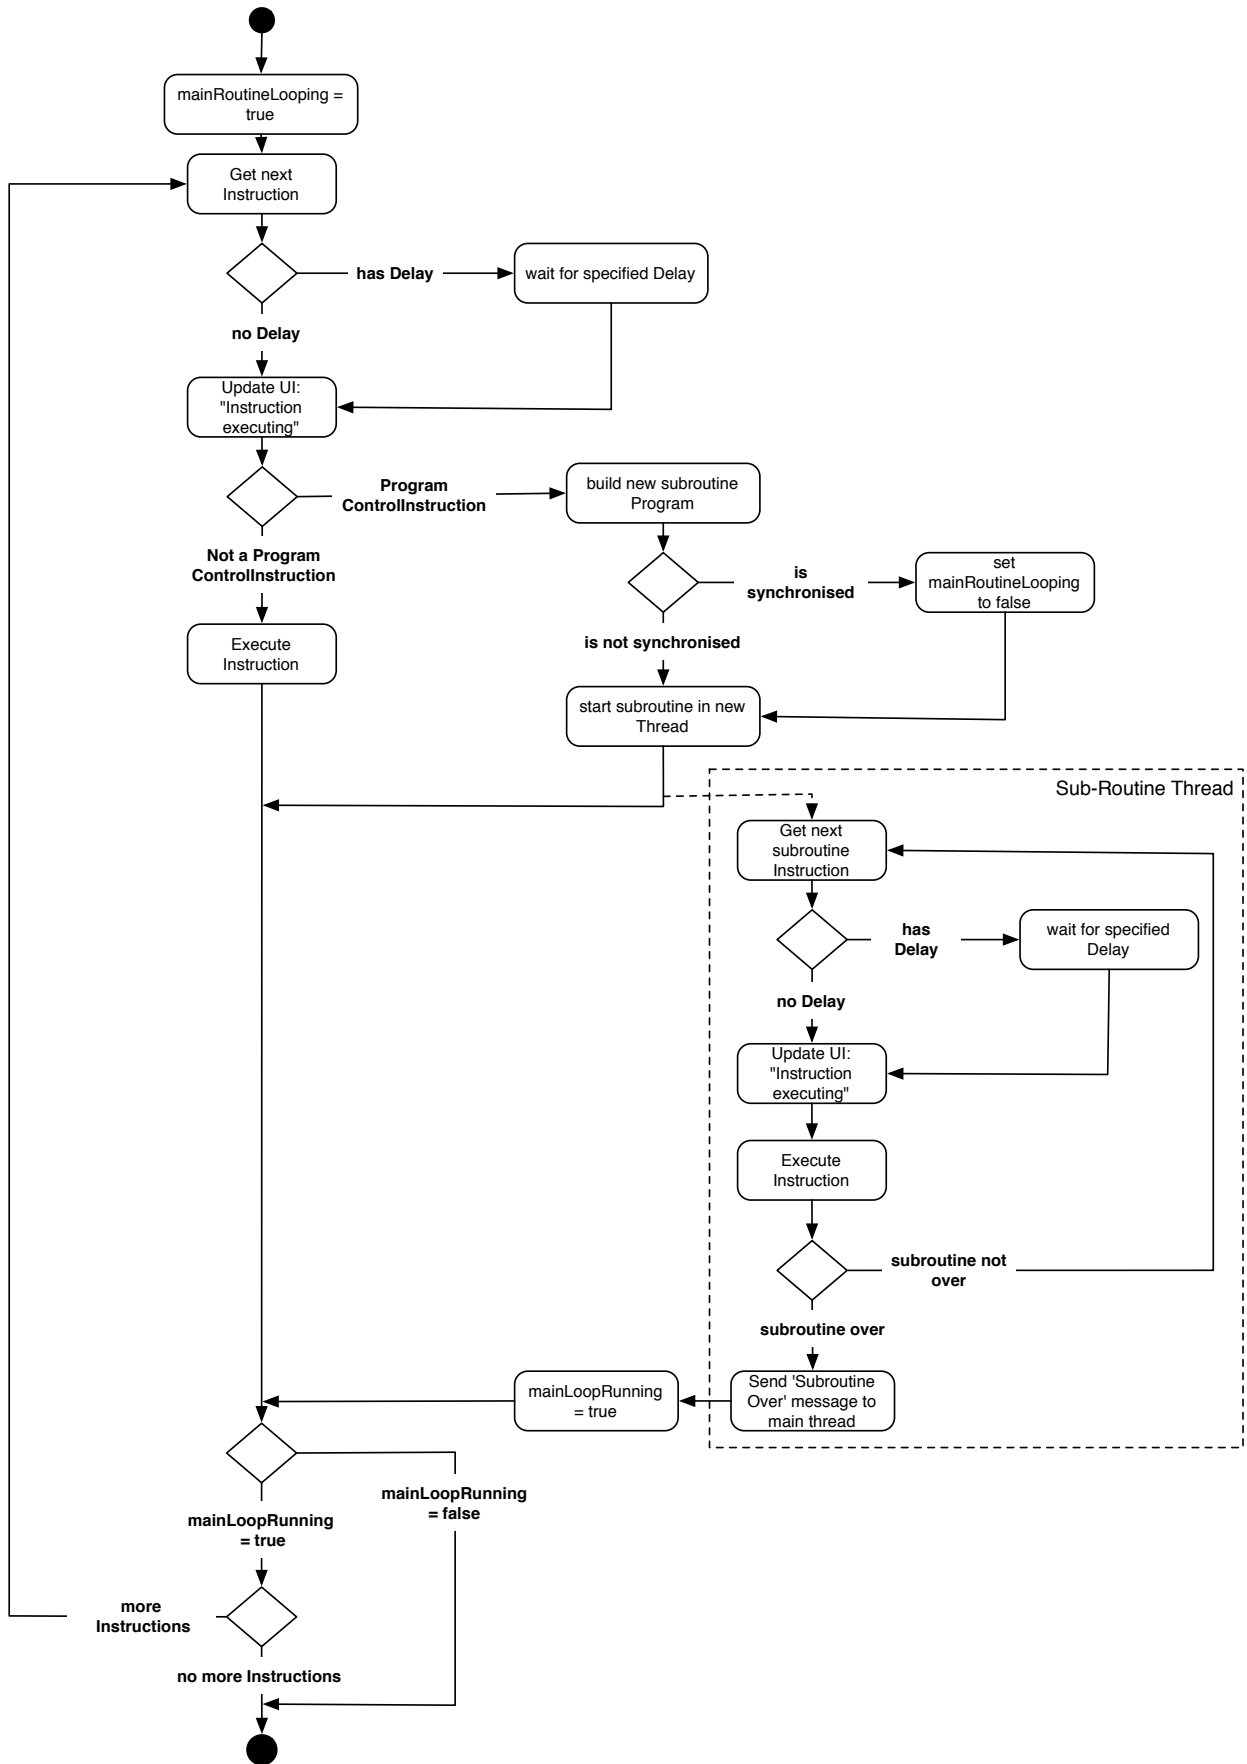 mainRoutineLooping =
true
Get next
Instruction
has Delay
wait for specified Delay
no Delay
Update UI:
"Instruction
executing"
Program
ControlInstruction
build new subroutine
Program
Not a Program
ControlInstruction
is
synchronised
set
mainRoutineLooping
to false
Execute
Instruction
is not synchronised
start subroutine in new
Thread
Sub-Routine Thread
Get next
subroutine
Instruction
has
Delay
wait for specified
Delay
no Delay
Update UI:
"Instruction
executing"
Execute
Instruction
subroutine not
over
subroutine over
Send 'Subroutine
Over' message to
main thread
mainLoopRunning
= true
mainLoopRunning
= false
mainLoopRunning
= true
more
Instructions
no more Instructions